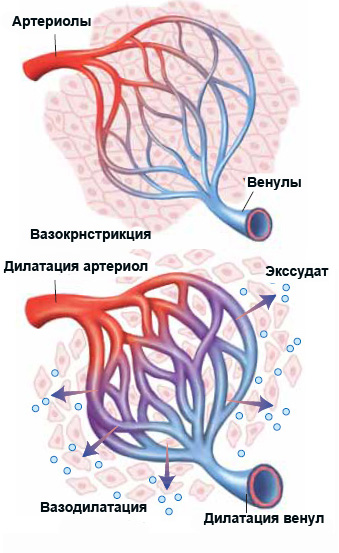 Артериолы
Венулы
Вазокрнстрикция
Дилатация артериол
Экссудат
Вазодилатация
Дилатация венул